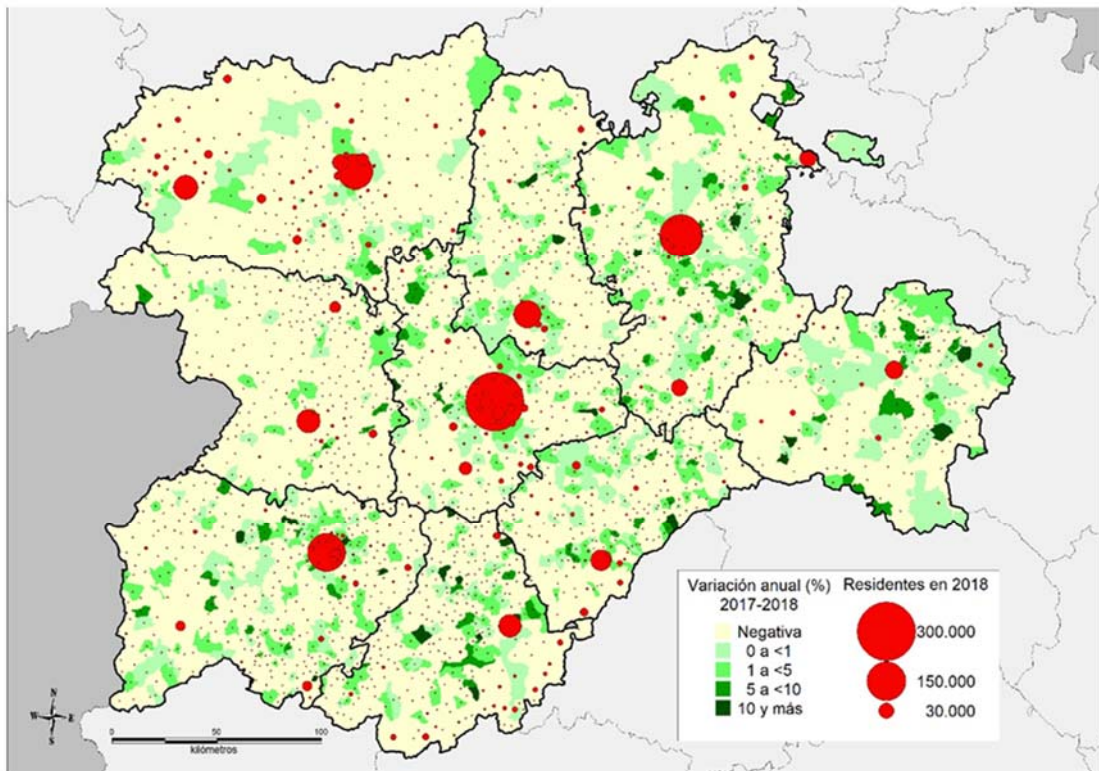 Variación anual (%)
2017-2018
Negativa
0 a <1
1 a <5
5 a <10
10 y más
Residentes en 2018
300.000
150.000
30.000
N
W E
S
0 50 100
kilómetros